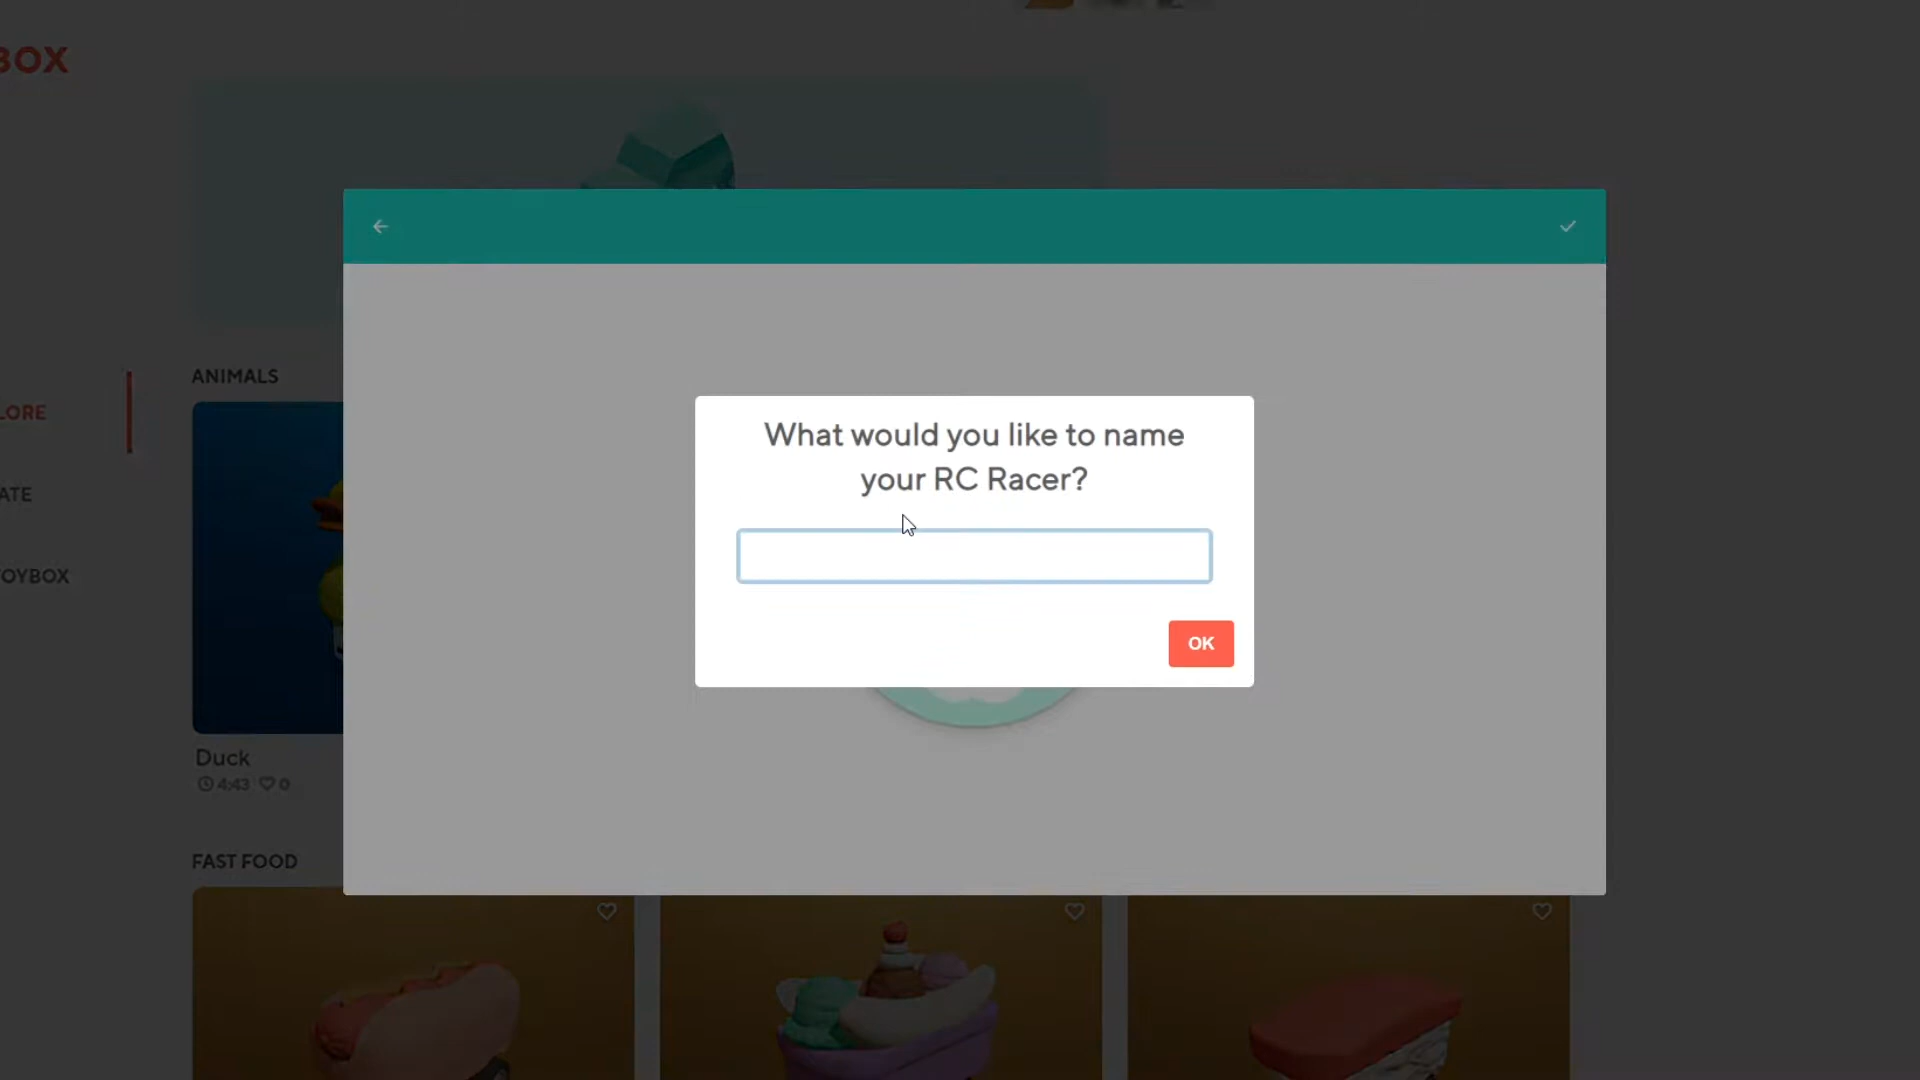 BOX
ANIMALS
LORE
ATE
OYBOX
What would you like to name
your RC Racer?
OK
Duck
4:43 0
FAST FOOD